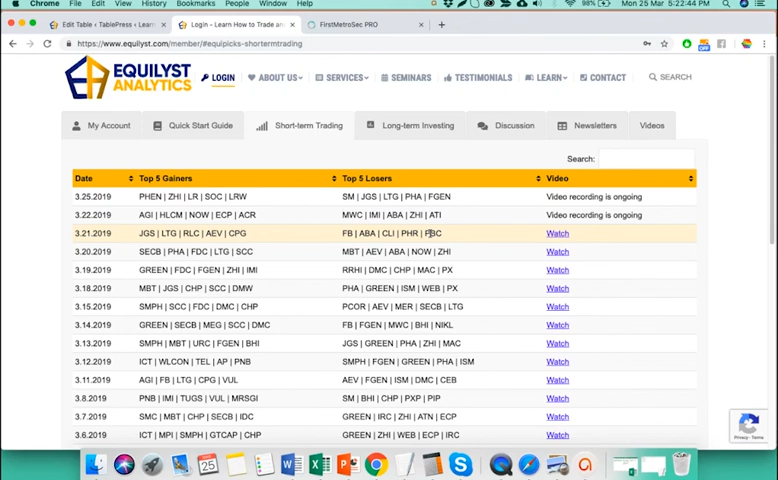 Chrome File Edit View History Bookmarks People Window Help 98% Mon 25 Mar 5:22:44 PM
Edit Table ‹ TablePress ‹ Learn Login - Learn How to Trade an FirstMetroSec PRO
https://www.equilyst.com/member/#equipicks-shortermtrading
EQUILYST ANALYTICS
LOGIN ABOUT US SERVICES SEMINARS TESTIMONIALS LEARN CONTACT SEARCH
My Account Quick Start Guide Short-term Trading Long-term Investing Discussion Newsletters Videos
Search:
Date Top 5 Gainers Top 5 Losers Video
3.25.2019 PHEN | ZHI | LR | SOC | LRW SM | JGS | LTG | PHA | FGEN Video recording is ongoing
3.22.2019 AGI | HLCM | NOW | ECP | ACR MWC | IMI | ABA | ZHI | ATI Video recording is ongoing
3.21.2019 JGS | LTG | RLC | AEV | CPG FB | ABA | CLI | PHR | Watch
3.20.2019 SECB | PHA | FDC | LTG | SCC MBT | AEV | ABA | NOW | ZHI Watch
3.19.2019 GREEN | FDC | FGEN | ZHI | IMI RRHI | DMC | CHP | MAC | PX Watch
3.18.2019 MBT | JGS | CHP | SCC | DMW PHA | GREEN | ISM | WEB | PX Watch
3.15.2019 SMPH | SCC | FDC | DMC | CHP PCOR | AEV | MER | SECB | LTG Watch
3.14.2019 GREEN | SECB | MEG | SCC | DMC FB | FGEN | MWC | BHI | NIKL Watch
3.13.2019 SMPH | MBT | URC | FGEN | BHI JGS | GREEN | PHA | ZHI | MAC Watch
3.12.2019 ICT | WLCON | TEL | AP | PNB SMPH | FGEN | GREEN | PHA | ISM Watch
3.11.2019 AGI | FB | LTG | CPG | VUL AEV | FGEN | ISM | DMC | CEB Watch
3.8.2019 PNB | IMI | TUGS | VUL | MRSGI SM | BHI | CHP | PXP | PIP Watch
3.7.2019 SMC | MBT | CHP | SECB | IDC GREEN | IRC | ZHI | ATN | ECP Watch
3.6.2019 ICT | MPI | SMPH | GTCAP | CHP GREEN | ZHI | WEB | ECP | IRC Watch
Privacy - Terms